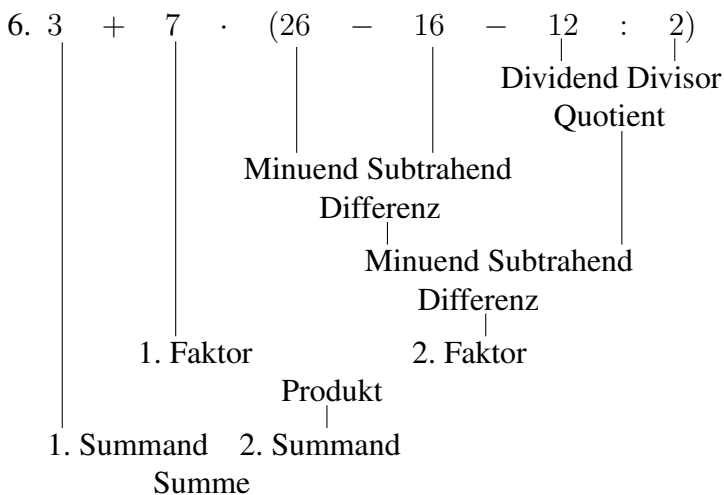 6. 3 + 7 · (26 − 16 − 12 : 2)
Dividend Divisor
Quotient
Minuend Subtrahend
Differenz
Minuend Subtrahend
Differenz
1. Faktor 2. Faktor
Produkt
1. Summand 2. Summand
Summe